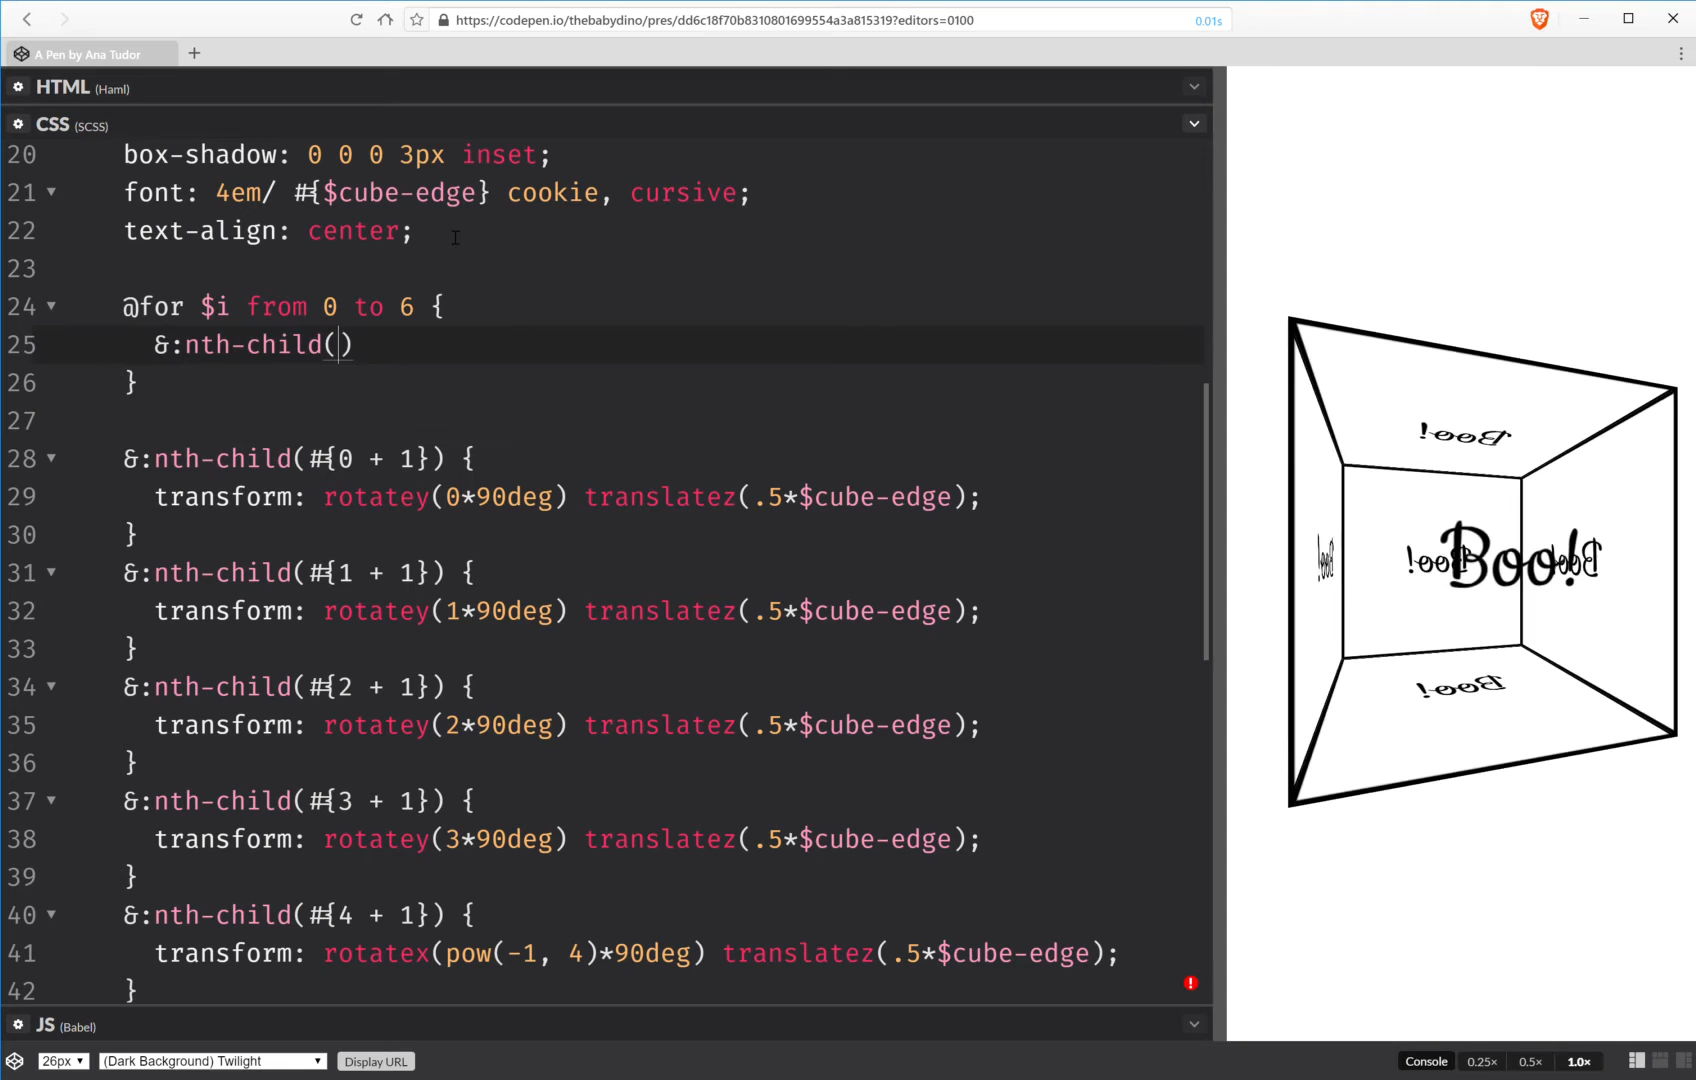 https://codepen.io/thebabydino/pres/dd6c18f70b8310801699554a3a815319?editors=0100
0.01s
A Pen by Ana Tudor
HTML (Haml)
CSS (SCSS)
20 box-shadow: 0 0 0 3px inset;
21 font: 4em/ #{$cube-edge} cookie, cursive;
22 text-align: center;
23
24 @for $i from 0 to 6 {
25 &:nth-child()
26 }
27
28 &:nth-child(#{0 + 1}) {
29 transform: rotatey(0*90deg) translatez(.5*$cube-edge);
30 }
31 &:nth-child(#{1 + 1}) {
32 transform: rotatey(1*90deg) translatez(.5*$cube-edge);
33 }
34 &:nth-child(#{2 + 1}) {
35 transform: rotatey(2*90deg) translatez(.5*$cube-edge);
36 }
37 &:nth-child(#{3 + 1}) {
38 transform: rotatey(3*90deg) translatez(.5*$cube-edge);
39 }
40 &:nth-child(#{4 + 1}) {
41 transform: rotatex(pow(-1, 4)*90deg) translatez(.5*$cube-edge);
42 }
JS (Babel)
Boo!
Boo!
Boo!
Boo!
Boo!
Boo!
26px
(Dark Background) Twilight
Display URL
Console
0.25×
0.5×
1.0×